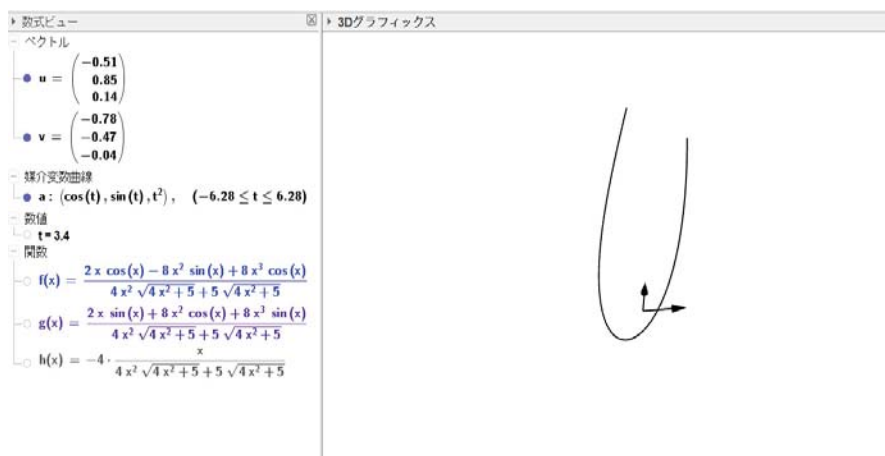 数式ビュー
3Dグラフィックス
ベクトル
u = (−0.51
0.85
0.14)
v = (−0.78
−0.47
−0.04)
媒介変数曲線
a : (cos(t) , sin(t) , t²) , (−6.28 ≤ t ≤ 6.28)
数値
t = 3.4
関数
f(x) = (2 x cos(x) − 8 x² sin(x) + 8 x³ cos(x)) / (4 x² √(4 x² + 5) + 5 √(4 x² + 5))
g(x) = (2 x sin(x) + 8 x² cos(x) + 8 x³ sin(x)) / (4 x² √(4 x² + 5) + 5 √(4 x² + 5))
h(x) = −4 · x / (4 x² √(4 x² + 5) + 5 √(4 x² + 5))